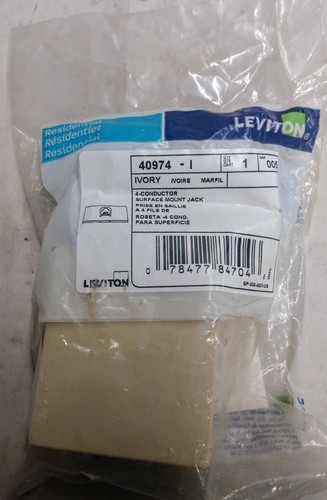 Residential
Résidentiel
Residencial
LEVITON
40974 - I
1
005
IVORY IVOIRE MARFIL
4-CONDUCTOR
SURFACE MOUNT JACK
PRISE EN SAILLIE
A 4 FILS DE
ROSETA -4 COND.
PARA SUPERFICIE
LEVITON
0 78477 84704